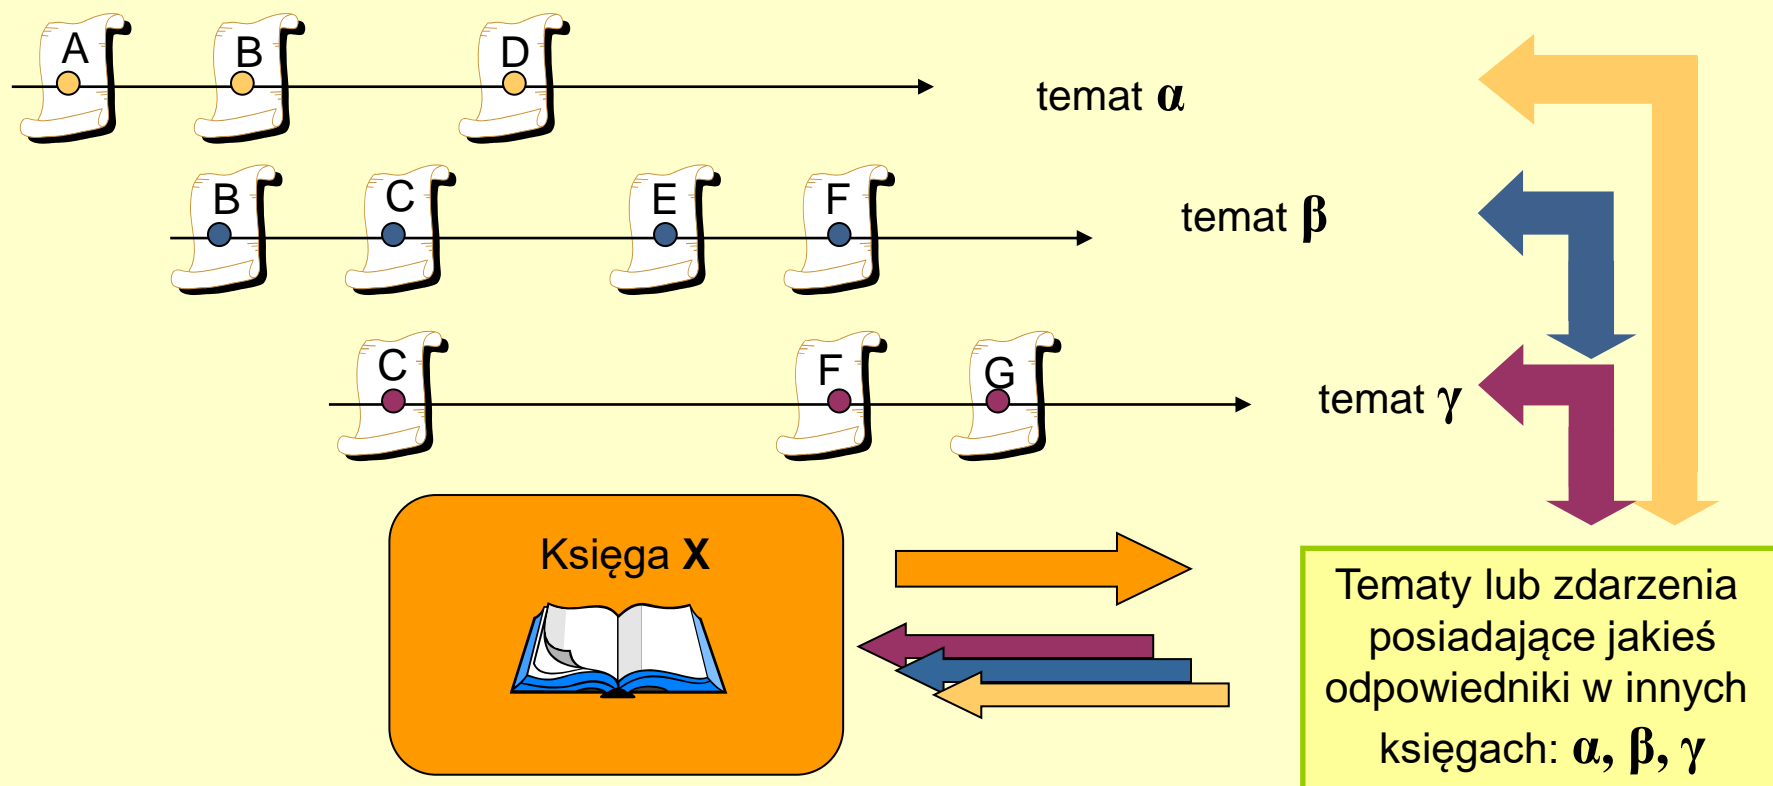 A B D
temat α
B C E F
temat β
C F G
temat γ
Księga X
Tematy lub zdarzenia
posiadające jakieś
odpowiedniki w innych
księgach: α, β, γ